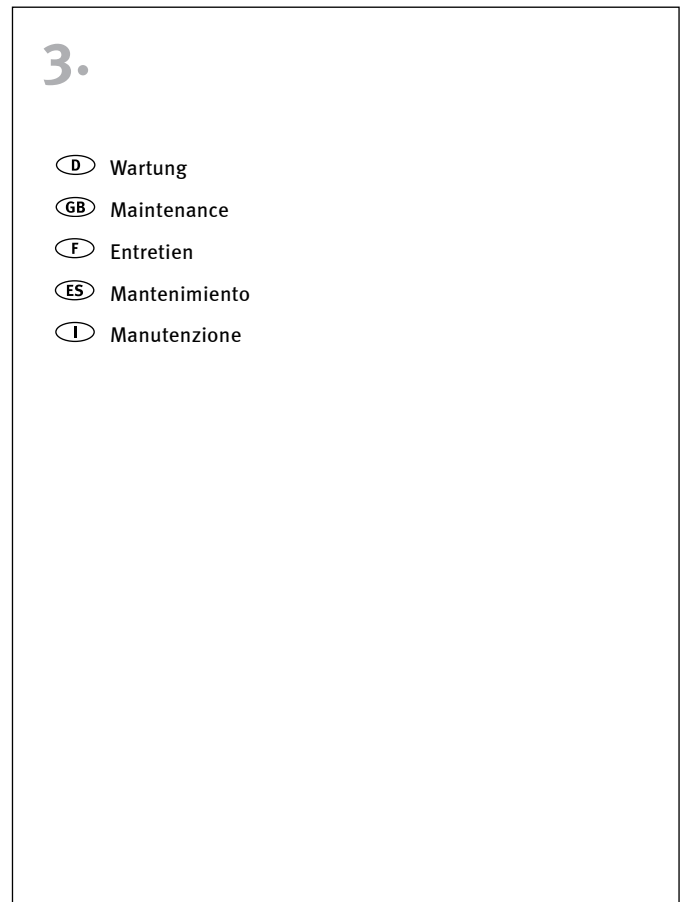 3.
D Wartung
GB Maintenance
F Entretien
ES Mantenimiento
I Manutenzione